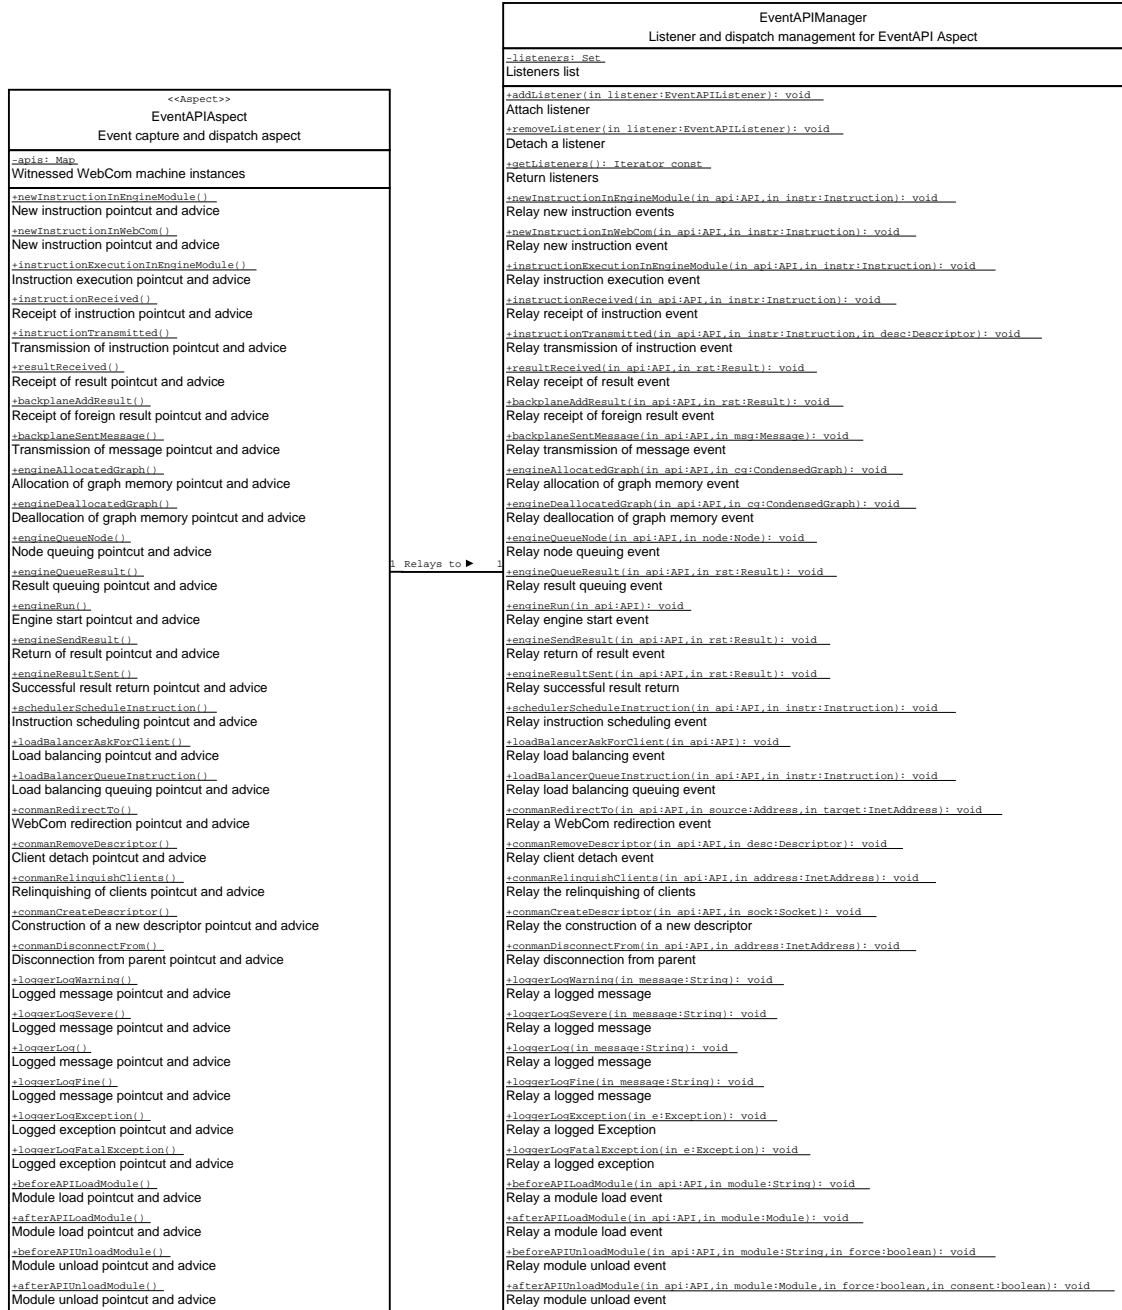 <<Aspect>>
EventAPIAspect
Event capture and dispatch aspect
-apis: Map
Witnessed WebCom machine instances
+newInstructionInEngineModule()
New instruction pointcut and advice
+newInstructionInWebCom()
New instruction pointcut and advice
+instructionExecutionInEngineModule()
Instruction execution pointcut and advice
+instructionReceived()
Receipt of instruction pointcut and advice
+instructionTransmitted()
Transmission of instruction pointcut and advice
+resultReceived()
Receipt of result pointcut and advice
+backplaneAddResult()
Receipt of foreign result pointcut and advice
+backplaneSentMessage()
Transmission of message pointcut and advice
+engineAllocatedGraph()
Allocation of graph memory pointcut and advice
+engineDeallocatedGraph()
Deallocation of graph memory pointcut and advice
+engineQueueNode()
Node queuing pointcut and advice
+engineQueueResult()
Result queuing pointcut and advice
+engineRun()
Engine start pointcut and advice
+engineSendResult()
Return of result pointcut and advice
+engineResultSent()
Successful result return pointcut and advice
+schedulerScheduleInstruction()
Instruction scheduling pointcut and advice
+loadBalancerAskForClient()
Load balancing pointcut and advice
+loadBalancerQueueInstruction()
Load balancing queuing pointcut and advice
+conmanRedirectTo()
WebCom redirection pointcut and advice
+conmanRemoveDescriptor()
Client detach pointcut and advice
+conmanRelinquishClients()
Relinquishing of clients pointcut and advice
+conmanCreateDescriptor()
Construction of a new descriptor pointcut and advice
+conmanDisconnectFrom()
Disconnection from parent pointcut and advice
+loggerLogWarning()
Logged message pointcut and advice
+loggerLogSevere()
Logged message pointcut and advice
+loggerLog()
Logged message pointcut and advice
+loggerLogFine()
Logged message pointcut and advice
+loggerLogException()
Logged exception pointcut and advice
+loggerLogFatalException()
Logged exception pointcut and advice
+beforeAPILoadModule()
Module load pointcut and advice
+afterAPILoadModule()
Module load pointcut and advice
+beforeAPIUnloadModule()
Module unload pointcut and advice
+afterAPIUnloadModule()
Module unload pointcut and advice
1 Relays to ► 1
EventAPIManager
Listener and dispatch management for EventAPI Aspect
-listeners: Set
Listeners list
+addListener(in listener:EventAPIListener): void
Attach listener
+removeListener(in listener:EventAPIListener): void
Detach a listener
+getListeners(): Iterator const
Return listeners
+newInstructionInEngineModule(in api:API,in instr:Instruction): void
Relay new instruction events
+newInstructionInWebCom(in api:API,in instr:Instruction): void
Relay new instruction event
+instructionExecutionInEngineModule(in api:API,in instr:Instruction): void
Relay instruction execution event
+instructionReceived(in api:API,in instr:Instruction): void
Relay receipt of instruction event
+instructionTransmitted(in api:API,in instr:Instruction,in desc:Descriptor): void
Relay transmission of instruction event
+resultReceived(in api:API,in rst:Result): void
Relay receipt of result event
+backplaneAddResult(in api:API,in rst:Result): void
Relay receipt of foreign result event
+backplaneSentMessage(in api:API,in msg:Message): void
Relay transmission of message event
+engineAllocatedGraph(in api:API,in cg:CondensedGraph): void
Relay allocation of graph memory event
+engineDeallocatedGraph(in api:API,in cg:CondensedGraph): void
Relay deallocation of graph memory event
+engineQueueNode(in api:API,in node:Node): void
Relay node queuing event
+engineQueueResult(in api:API,in rst:Result): void
Relay result queuing event
+engineRun(in api:API): void
Relay engine start event
+engineSendResult(in api:API,in rst:Result): void
Relay return of result event
+engineResultSent(in api:API,in rst:Result): void
Relay successful result return
+schedulerScheduleInstruction(in api:API,in instr:Instruction): void
Relay instruction scheduling event
+loadBalancerAskForClient(in api:API): void
Relay load balancing event
+loadBalancerQueueInstruction(in api:API,in instr:Instruction): void
Relay load balancing queuing event
+conmanRedirectTo(in api:API,in source:Address,in target:InetAddress): void
Relay a WebCom redirection event
+conmanRemoveDescriptor(in api:API,in desc:Descriptor): void
Relay client detach event
+conmanRelinquishClients(in api:API,in address:InetAddress): void
Relay the relinquishing of clients
+conmanCreateDescriptor(in api:API,in sock:Socket): void
Relay the construction of a new descriptor
+conmanDisconnectFrom(in api:API,in address:InetAddress): void
Relay disconnection from parent
+loggerLogWarning(in message:String): void
Relay a logged message
+loggerLogSevere(in message:String): void
Relay a logged message
+loggerLog(in message:String): void
Relay a logged message
+loggerLogFine(in message:String): void
Relay a logged message
+loggerLogException(in e:Exception): void
Relay a logged Exception
+loggerLogFatalException(in e:Exception): void
Relay a logged exception
+beforeAPILoadModule(in api:API,in module:String): void
Relay a module load event
+afterAPILoadModule(in api:API,in module:Module): void
Relay a module load event
+beforeAPIUnloadModule(in api:API,in module:String,in force:boolean): void
Relay module unload event
+afterAPIUnloadModule(in api:API,in module:Module,in force:boolean,in consent:boolean): void
Relay module unload event